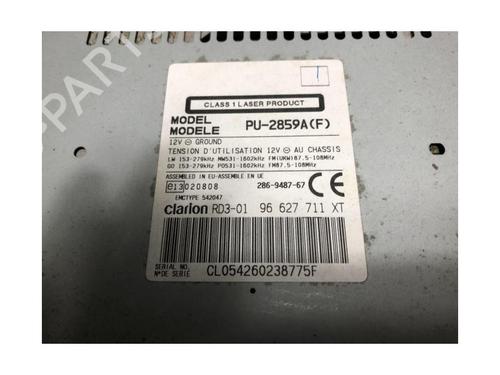 CLASS 1 LASER PRODUCT
MODEL
MODELE PU-2859A(F)
12V ⊖ GROUND
TENSION D'UTILISATION 12V ⊖ AU CHASSIS
LW 153-279kHz MW531-1602kHz FM(UKW)87.5-108MHz
GO 153-279kHz PO531-1602kHz FM87.5-108MHz
ASSEMBLED IN EU-ASSEMBLE EN UE
e13 020808 286-9487-67 CE
EMCTYPE 542047
clarion RD3-01 96 627 711 XT
SERIAL NO.
N° DE SERIE CL054260238775F